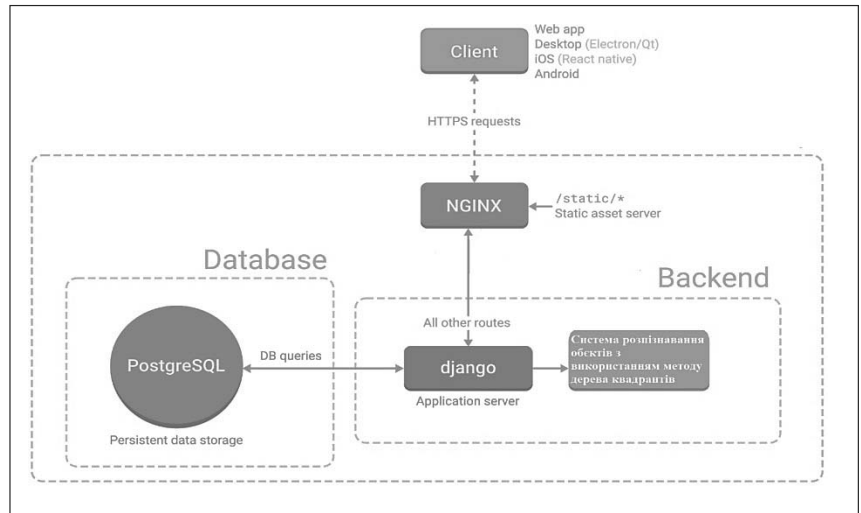 Client
Web app
Desktop (Electron/Qt)
iOS (React native)
Android
HTTPS requests
NGINX
/static/*
Static asset server
Database
Backend
All other routes
PostgreSQL
DB queries
django
Система розпізнавання
обєктів з
використанням методу
дерева квадрантів
Application server
Persistent data storage